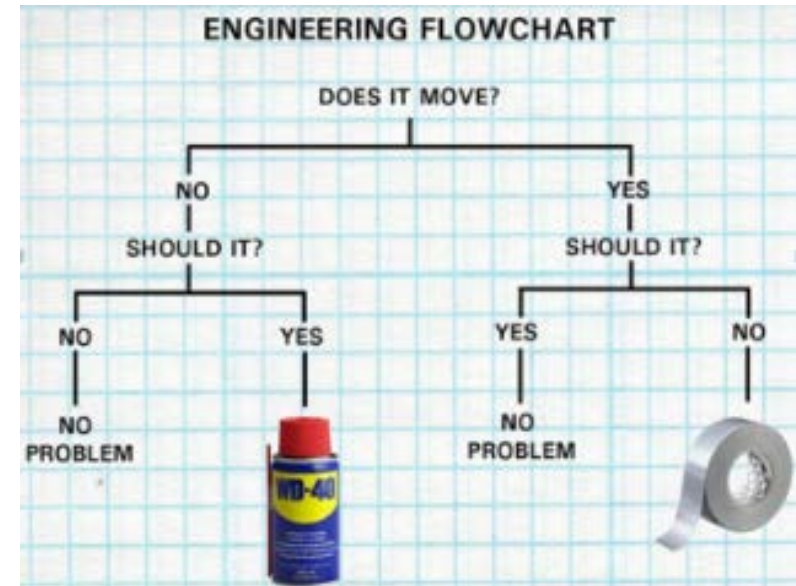 ENGINEERING FLOWCHART
DOES IT MOVE?
NO
YES
SHOULD IT?
SHOULD IT?
NO
YES
YES
NO
NO
PROBLEM
NO
PROBLEM
WD-40